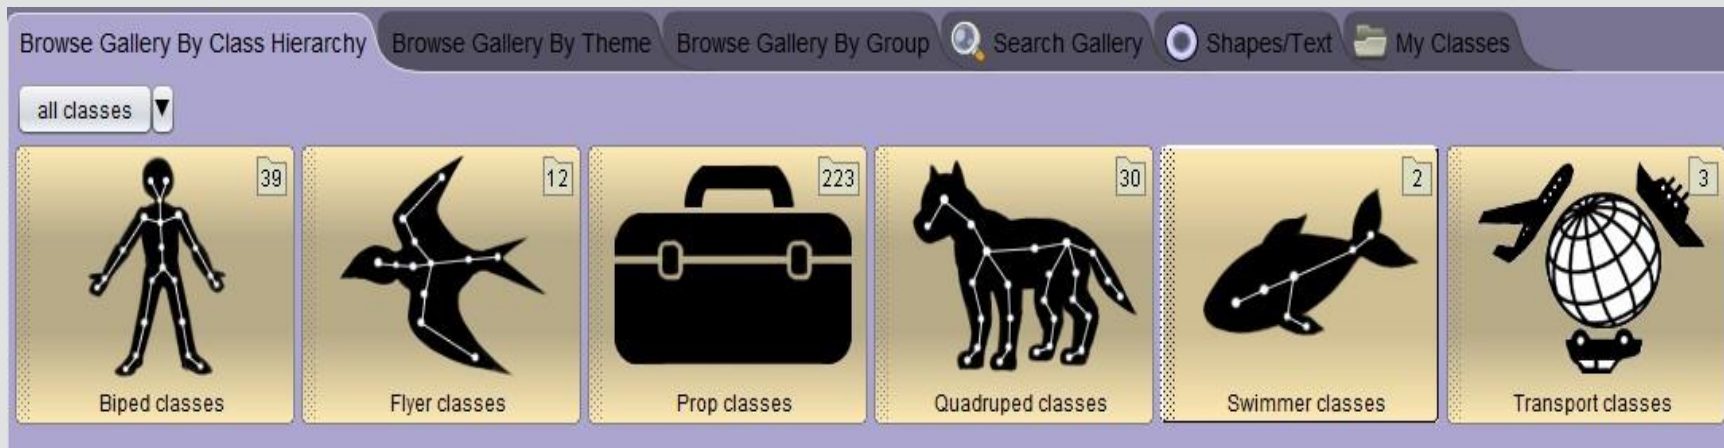 Browse Gallery By Class Hierarchy Browse Gallery By Theme Browse Gallery By Group Search Gallery Shapes/Text My Classes
all classes
39 12 223 30 2 3
Biped classes Flyer classes Prop classes Quadruped classes Swimmer classes Transport classes